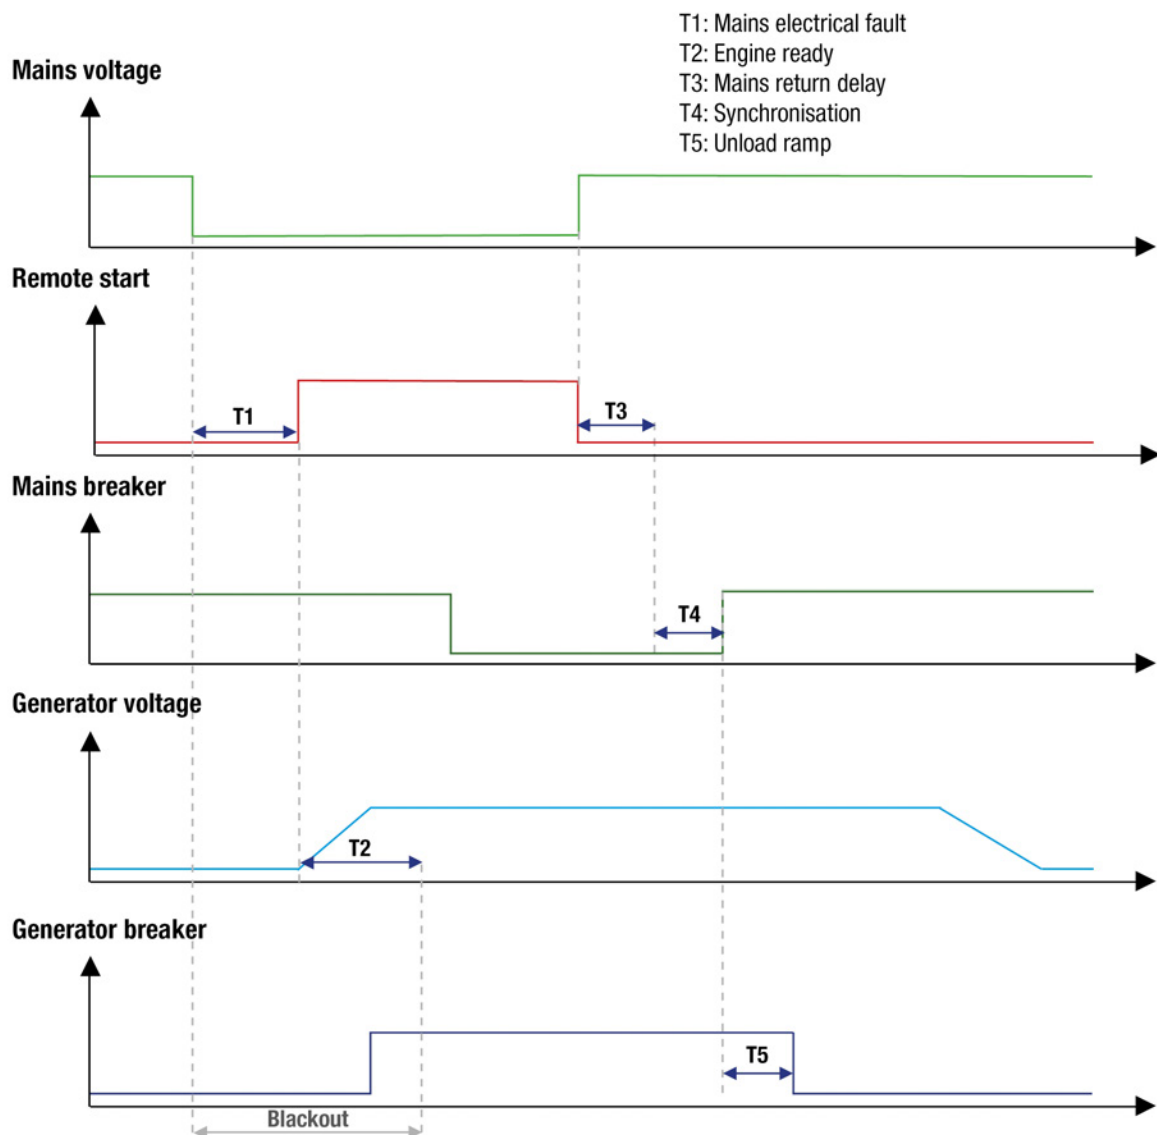 T1: Mains electrical fault
T2: Engine ready
T3: Mains return delay
T4: Synchronisation
T5: Unload ramp
Mains voltage
Remote start
T1
T3
Mains breaker
T4
Generator voltage
T2
Generator breaker
T5
Blackout